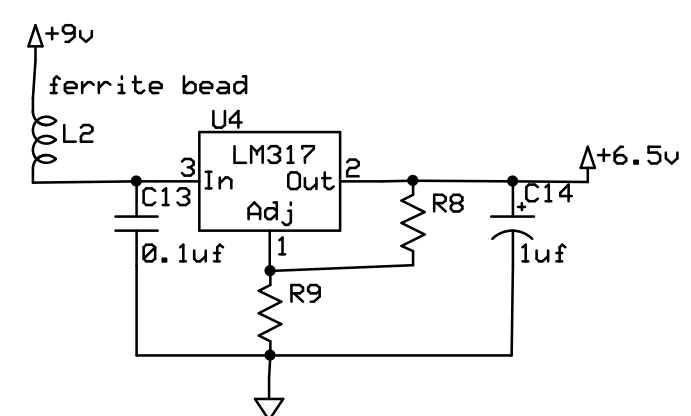 +9v
ferrite bead
L2
U4
LM317
3
In
Out
2
Adj
1
+6.5v
C13
0.1uf
R8
C14
+
1uf
R9